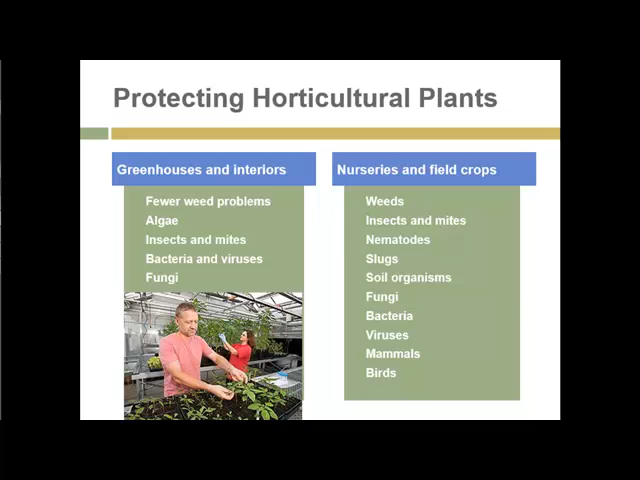 Protecting Horticultural Plants
Greenhouses and interiors
Fewer weed problems
Algae
Insects and mites
Bacteria and viruses
Fungi
Nurseries and field crops
Weeds
Insects and mites
Nematodes
Slugs
Soil organisms
Fungi
Bacteria
Viruses
Mammals
Birds